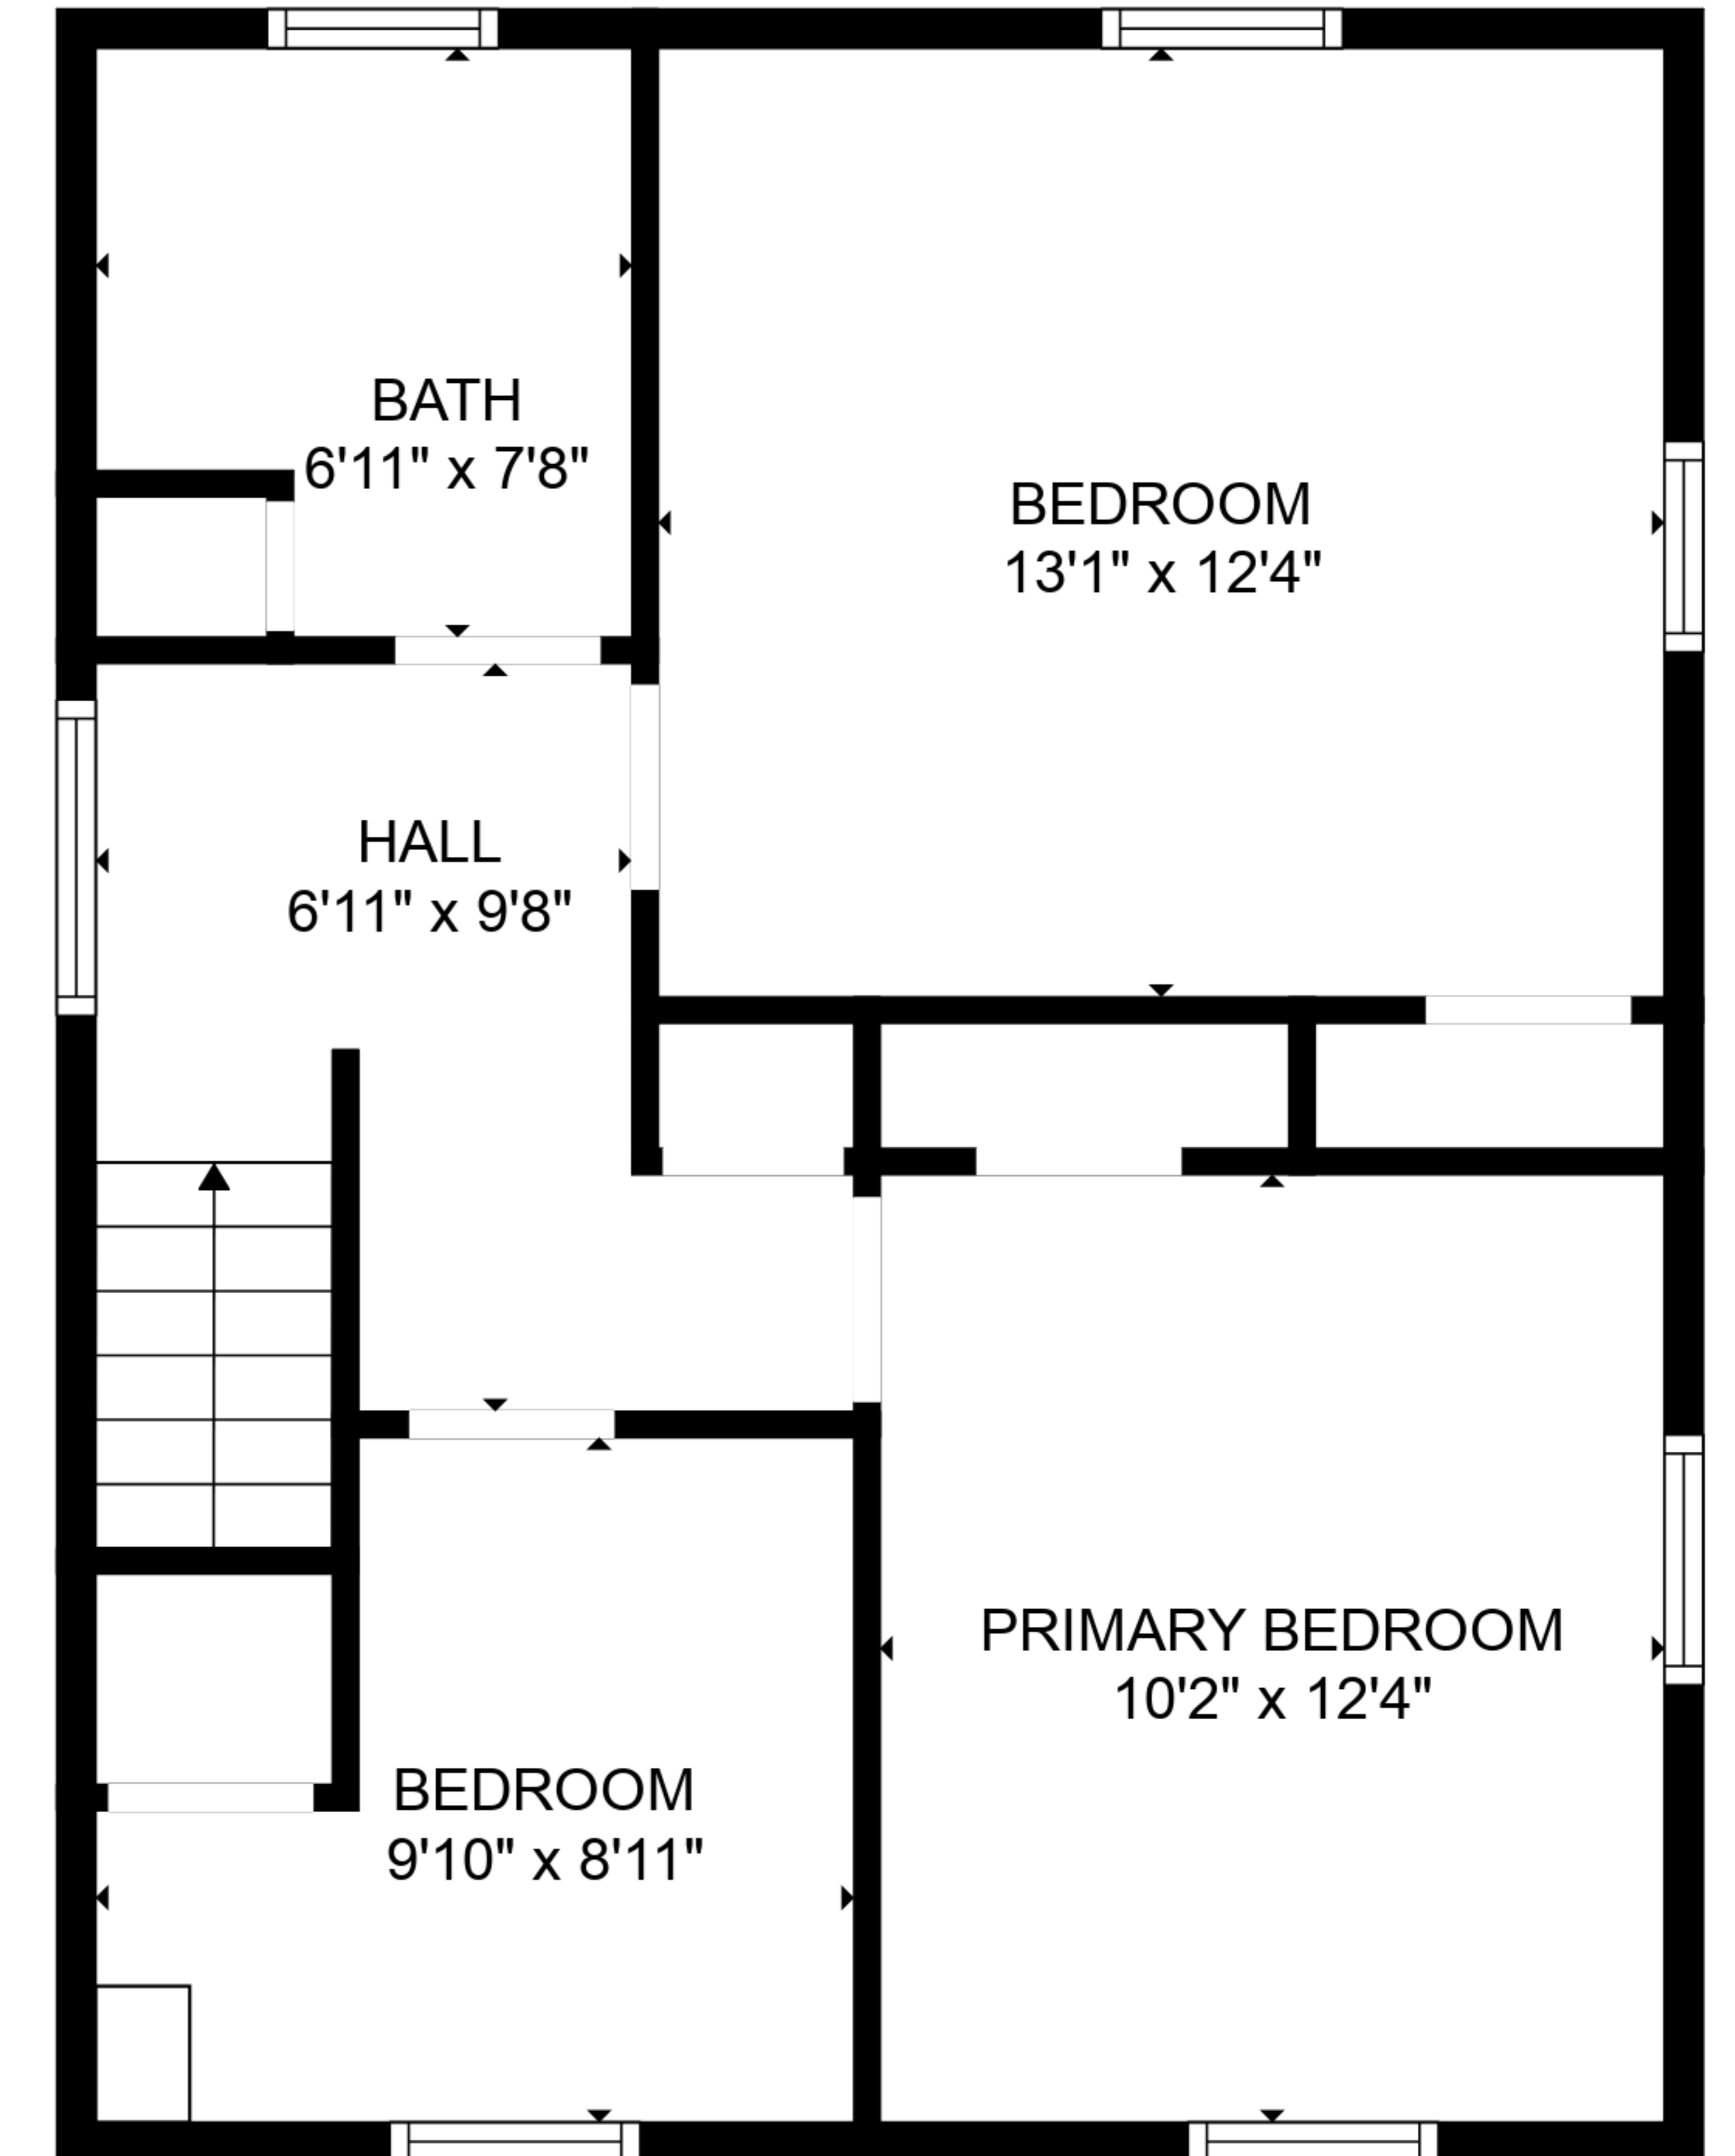 BATH
6'11" x 7'8"
BEDROOM
13'1" x 12'4"
HALL
6'11" x 9'8"
PRIMARY BEDROOM
10'2" x 12'4"
BEDROOM
9'10" x 8'11"